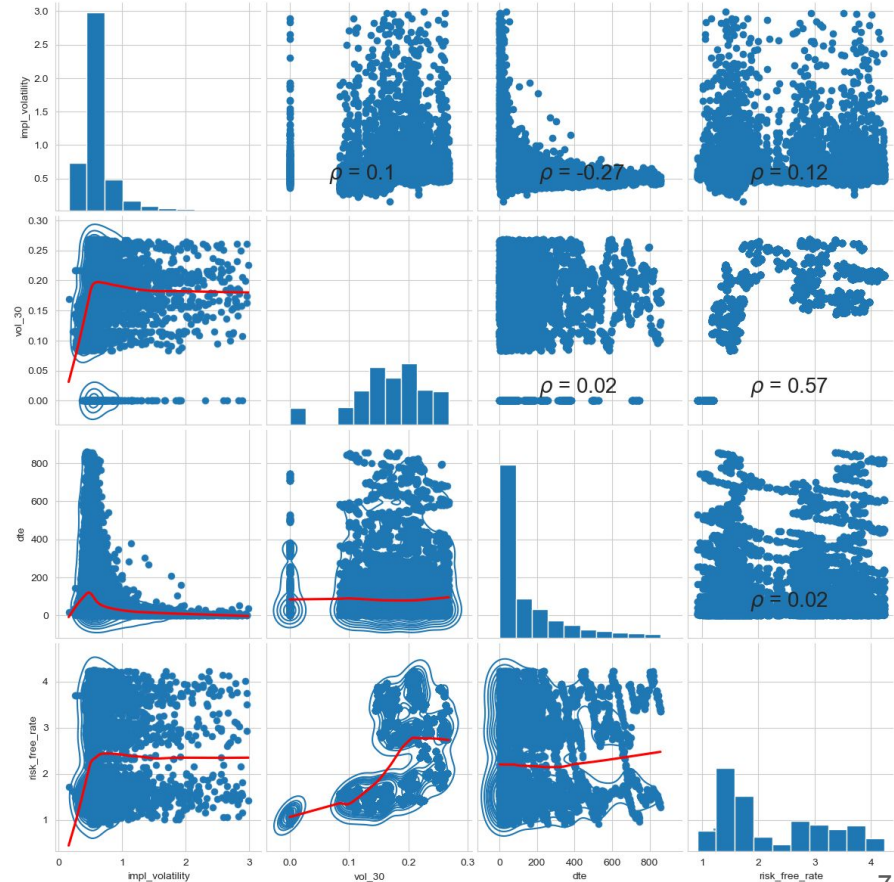 3.0
2.5
2.0
1.5
1.0
0.5
impl_volatility
ρ = 0.1
ρ = -0.27
ρ = 0.12
0.30
0.25
0.20
0.15
0.10
0.05
0.00
vol_30
ρ = 0.02
ρ = 0.57
800
600
400
200
0
dte
ρ = 0.02
4
3
2
1
risk_free_rate
0 1 2 3
impl_volatility
0.0 0.1 0.2 0.3
vol_30
0 200 400 600 800
dte
1 2 3 4
risk_free_rate